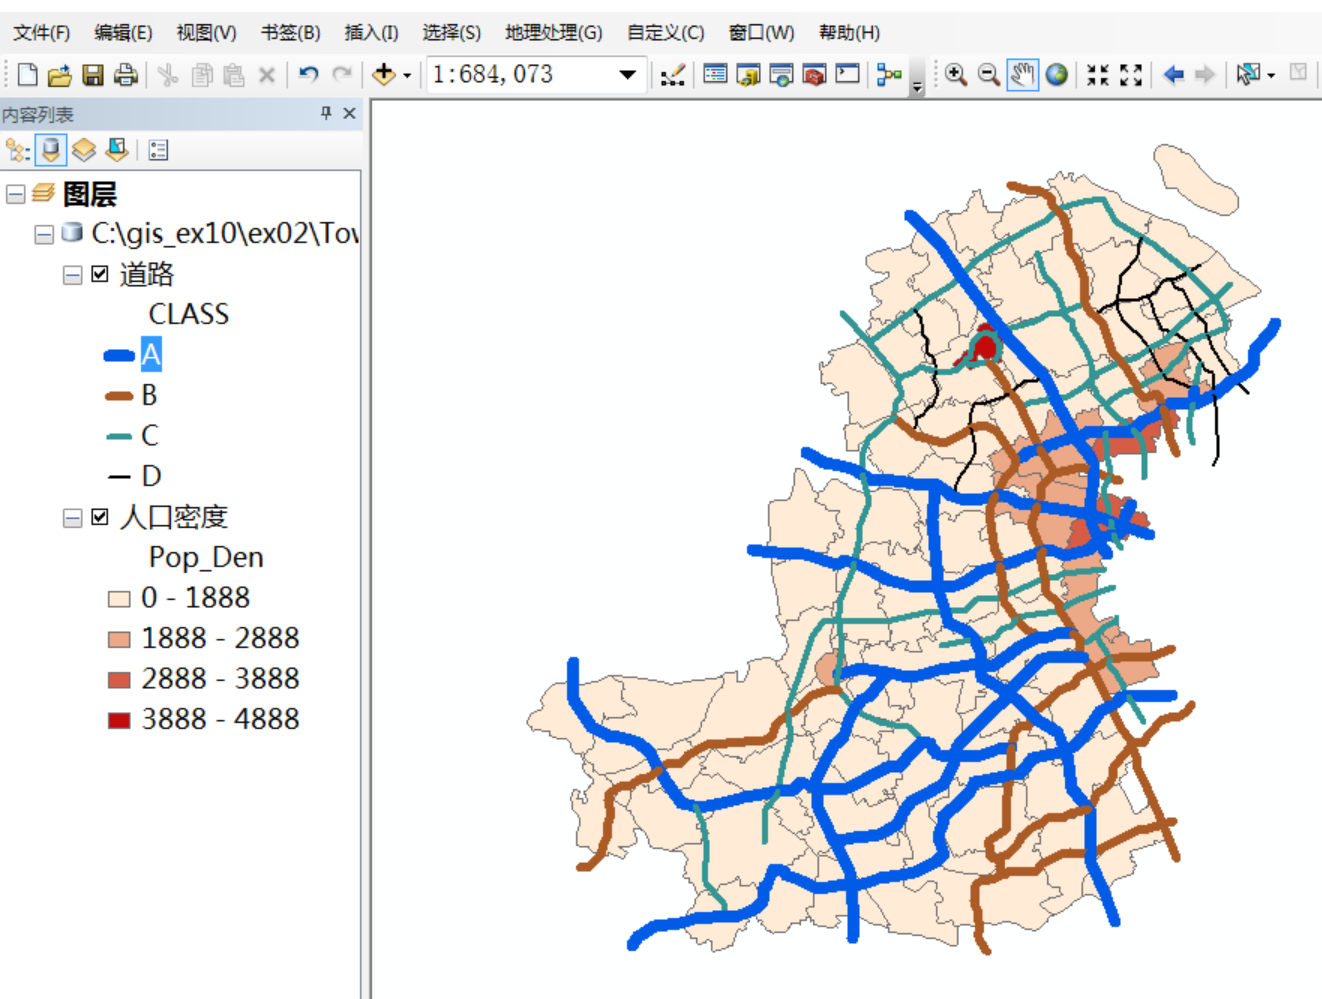 文件(F) 编辑(E) 视图(V) 书签(B) 插入(I) 选择(S) 地理处理(G) 自定义(C) 窗口(W) 帮助(H)
1:684,073
内容列表
图层
C:\gis_ex10\ex02\Tov
道路
CLASS
A
B
C
D
人口密度
Pop_Den
0 - 1888
1888 - 2888
2888 - 3888
3888 - 4888